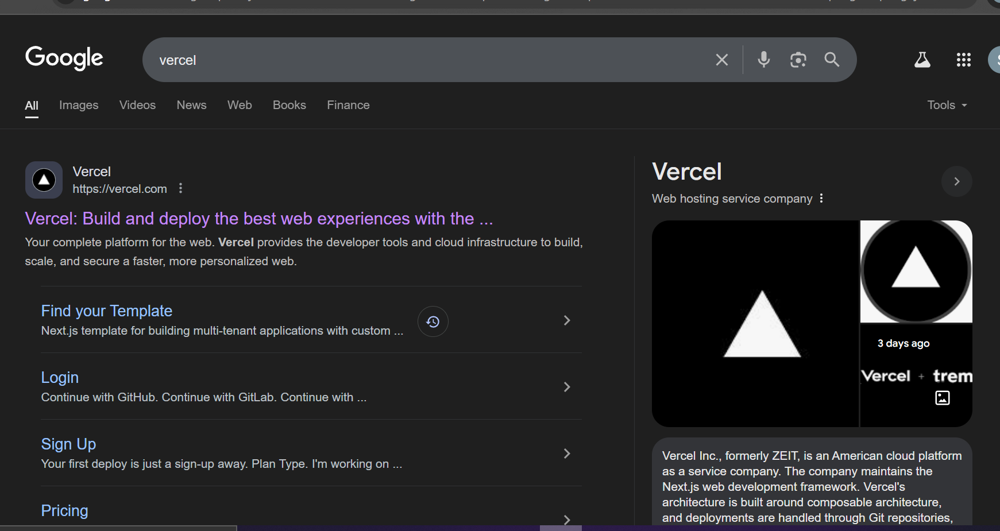 Google
vercel
All
Images
Videos
News
Web
Books
Finance
Tools
Vercel
https://vercel.com
Vercel: Build and deploy the best web experiences with the ...
Your complete platform for the web. Vercel provides the developer tools and cloud infrastructure to build,
scale, and secure a faster, more personalized web.
Find your Template
Next.js template for building multi-tenant applications with custom ...
Login
Continue with GitHub. Continue with GitLab. Continue with ...
Sign Up
Your first deploy is just a sign-up away. Plan Type. I'm working on ...
Pricing
Vercel
Web hosting service company
3 days ago
Vercel + trem
Vercel Inc., formerly ZEIT, is an American cloud platform
as a service company. The company maintains the
Next.js web development framework. Vercel's
architecture is built around composable architecture,
and deployments are handled through Git repositories,